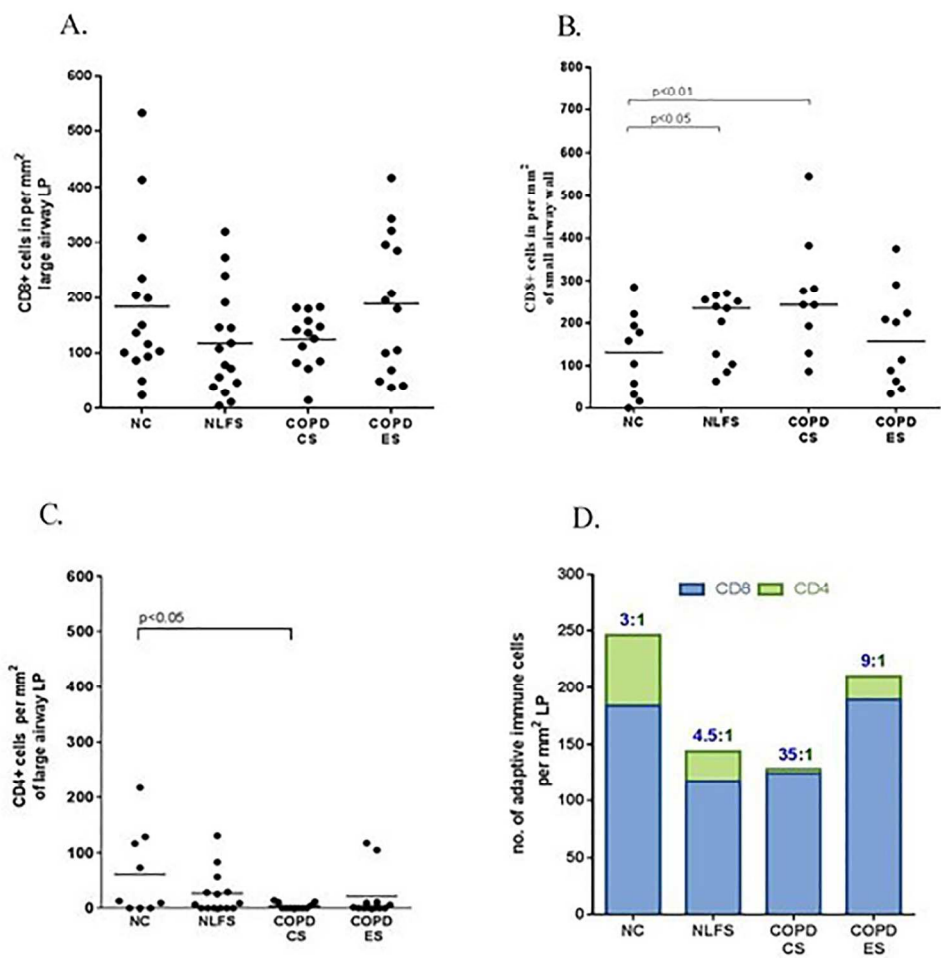 A.
CD8+ cells in per mm2
large airway LP
600
500
400
300
200
100
0
NC
NLFS
COPD
CS
COPD
ES
B.
CD8+ cells in per mm2
of small airway wall
800
700
600
500
400
300
200
100
0
p<0.01
p<0.05
NC
NLFS
COPD
CS
COPD
ES
C.
CD4+ cells per mm2
of large airway LP
600
500
400
300
200
100
0
p<0.05
NC
NLFS
COPD
CS
COPD
ES
D.
no. of adaptive immune cells
per mm2 LP
300
250
200
150
100
50
0
CD8 CD4
3:1
4.5:1
35:1
9:1
NC
NLFS
COPD
CS
COPD
ES